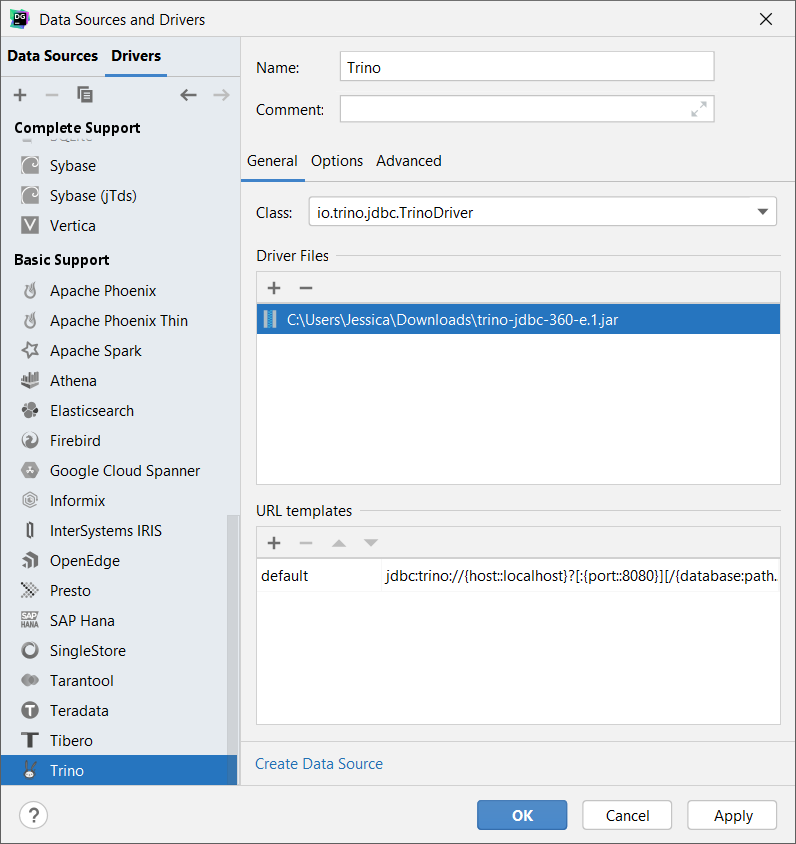 DG
Data Sources and Drivers
Data Sources Drivers
Complete Support
Sybase
Sybase (jTds)
Vertica
Basic Support
Apache Phoenix
Apache Phoenix Thin
Apache Spark
Athena
Elasticsearch
Firebird
Google Cloud Spanner
Informix
InterSystems IRIS
OpenEdge
Presto
SAP Hana
SingleStore
Tarantool
Teradata
Tibero
Trino
Name: Trino
Comment:
General Options Advanced
Class: io.trino.jdbc.TrinoDriver
Driver Files
C:\Users\Jessica\Downloads\trino-jdbc-360-e.1.jar
URL templates
default jdbc:trino://{host::localhost}?[:{port::8080}][/{database:path.
Create Data Source
? OK Cancel Apply